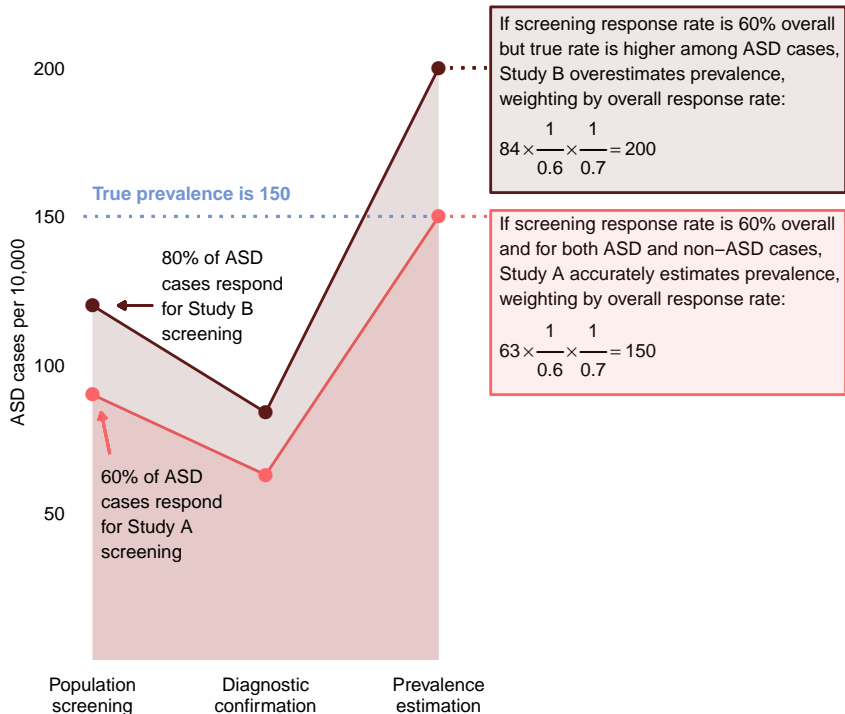 If screening response rate is 60% overall
but true rate is higher among ASD cases,
Study B overestimates prevalence,
weighting by overall response rate:
84 × 1/0.6 × 1/0.7 = 200
If screening response rate is 60% overall
and for both ASD and non−ASD cases,
Study A accurately estimates prevalence,
weighting by overall response rate:
63 × 1/0.6 × 1/0.7 = 150
ASD cases per 10,000
200
150
100
50
True prevalence is 150
80% of ASD
cases respond
for Study B
screening
60% of ASD
cases respond
for Study A
screening
Population
screening
Diagnostic
confirmation
Prevalence
estimation